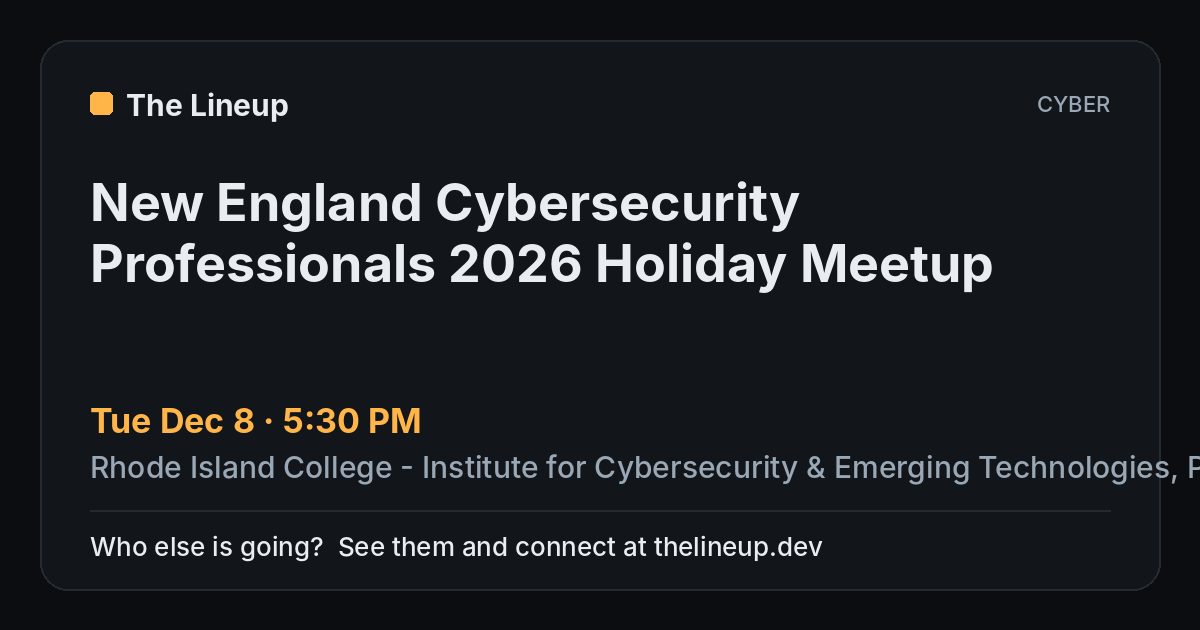 The Lineup
CYBER
New England Cybersecurity
Professionals 2026 Holiday Meetup
Tue Dec 8 · 5:30 PM
Rhode Island College - Institute for Cybersecurity & Emerging Technologies,
Who else is going? See them and connect at thelineup.dev